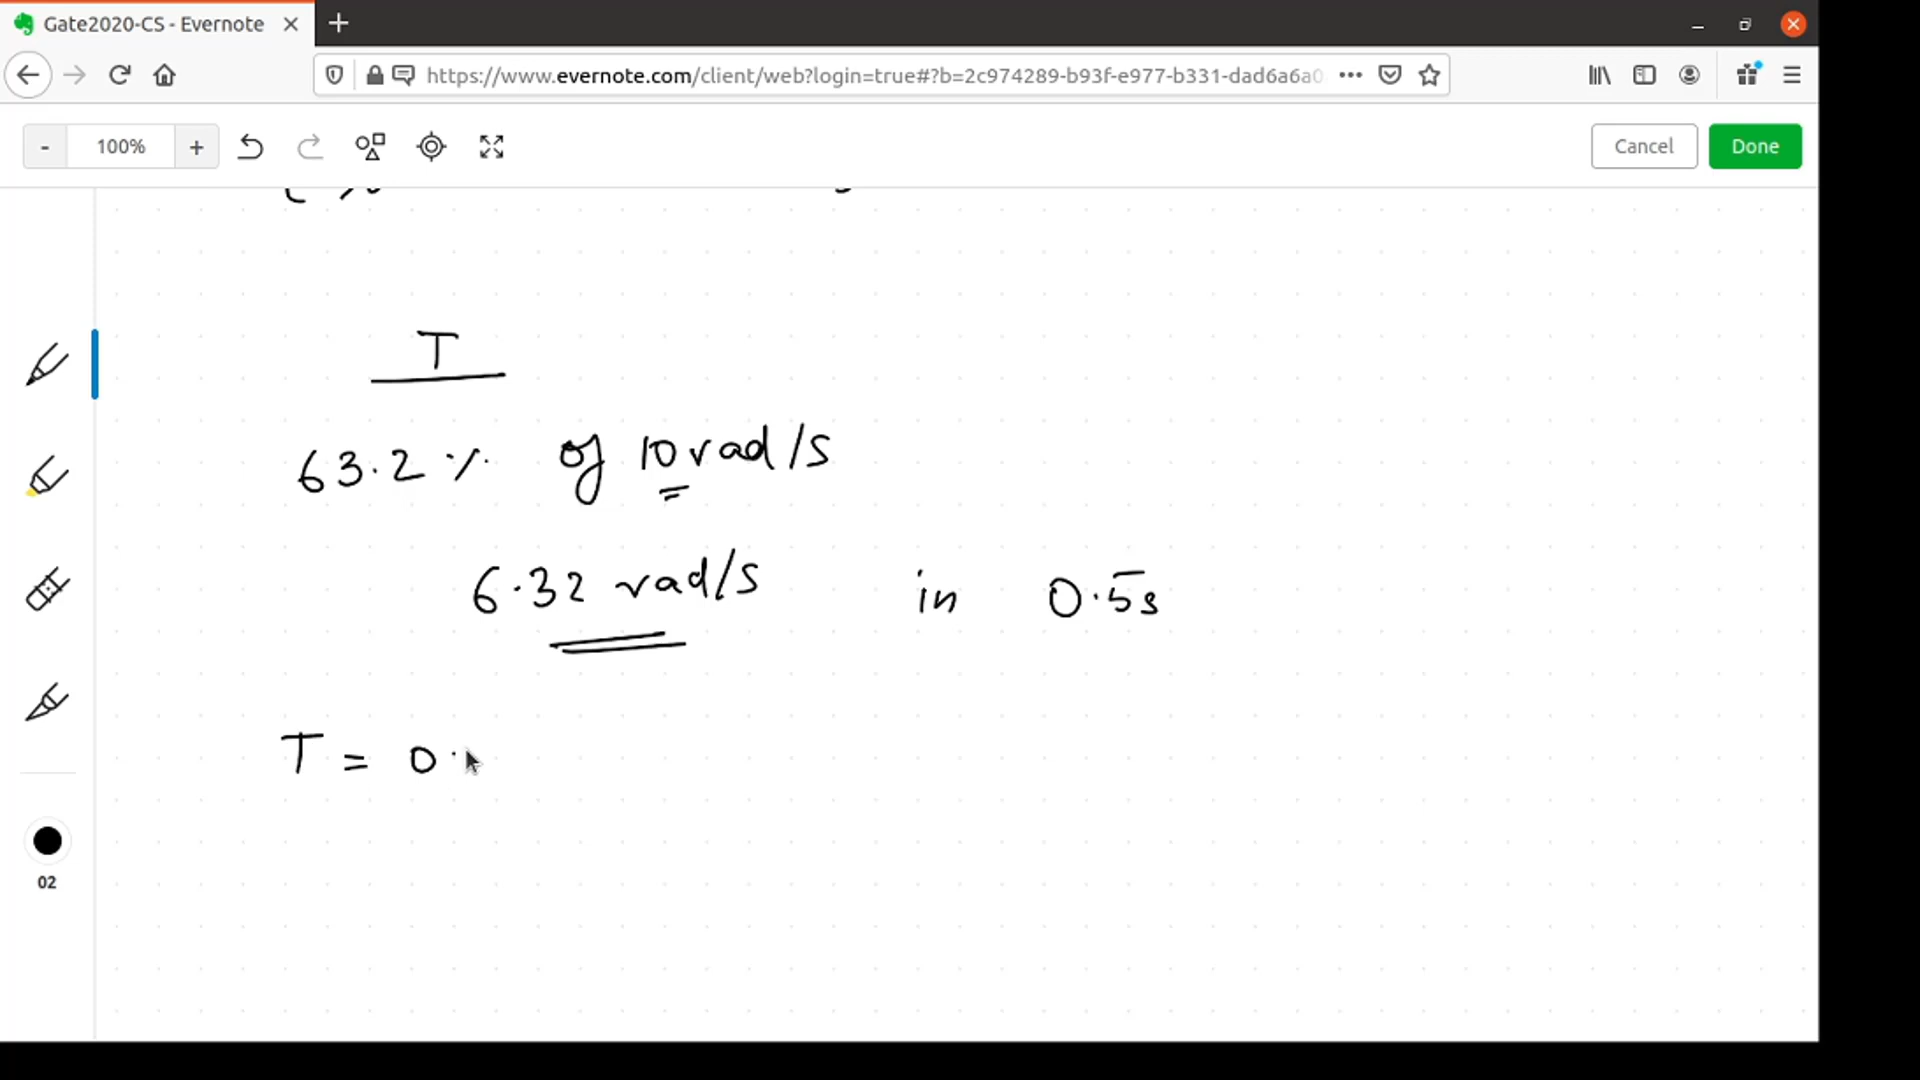 Gate2020-CS - Evernote
https://www.evernote.com/client/web?login=true#?b=2c974289-b93f-e977-b331-dad6a6a0
- 100% +
Cancel Done
T
63.2 % of 10 rad/s
6.32 rad/s in 0.5s
T = 0.
02